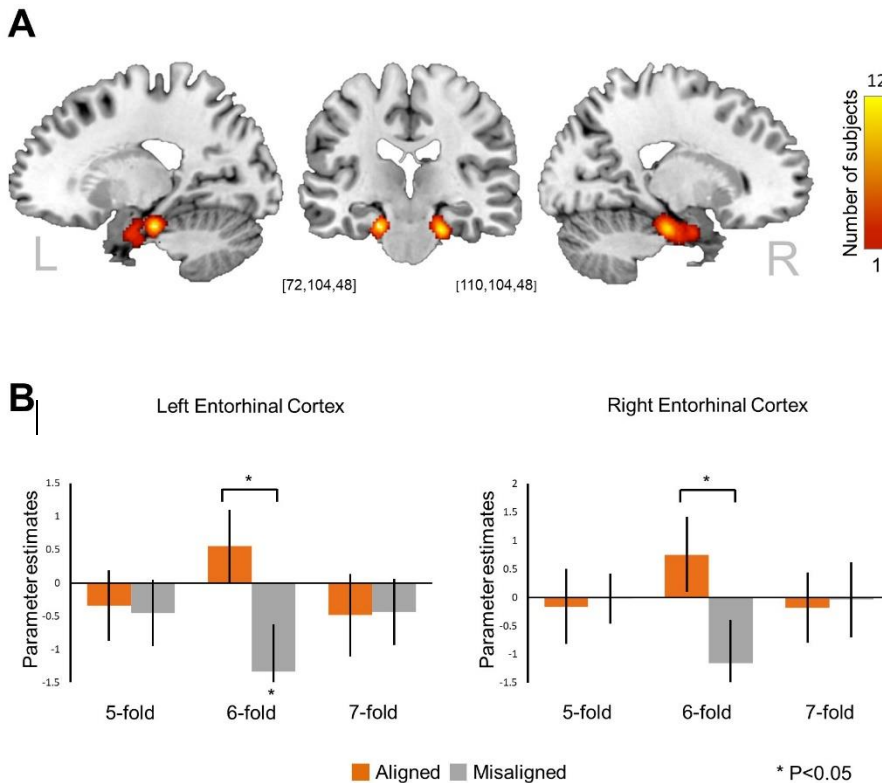 A
12
Number of subjects
1
L
R
[72,104,48]
[110,104,48]
B
Left Entorhinal Cortex
Parameter estimates
1.5
1
0.5
0
-0.5
-1
-1.5
*
*
5-fold
6-fold
7-fold
Right Entorhinal Cortex
Parameter estimates
2
1.5
1
0.5
0
-0.5
-1
-1.5
*
5-fold
6-fold
7-fold
Aligned
Misaligned
* P<0.05